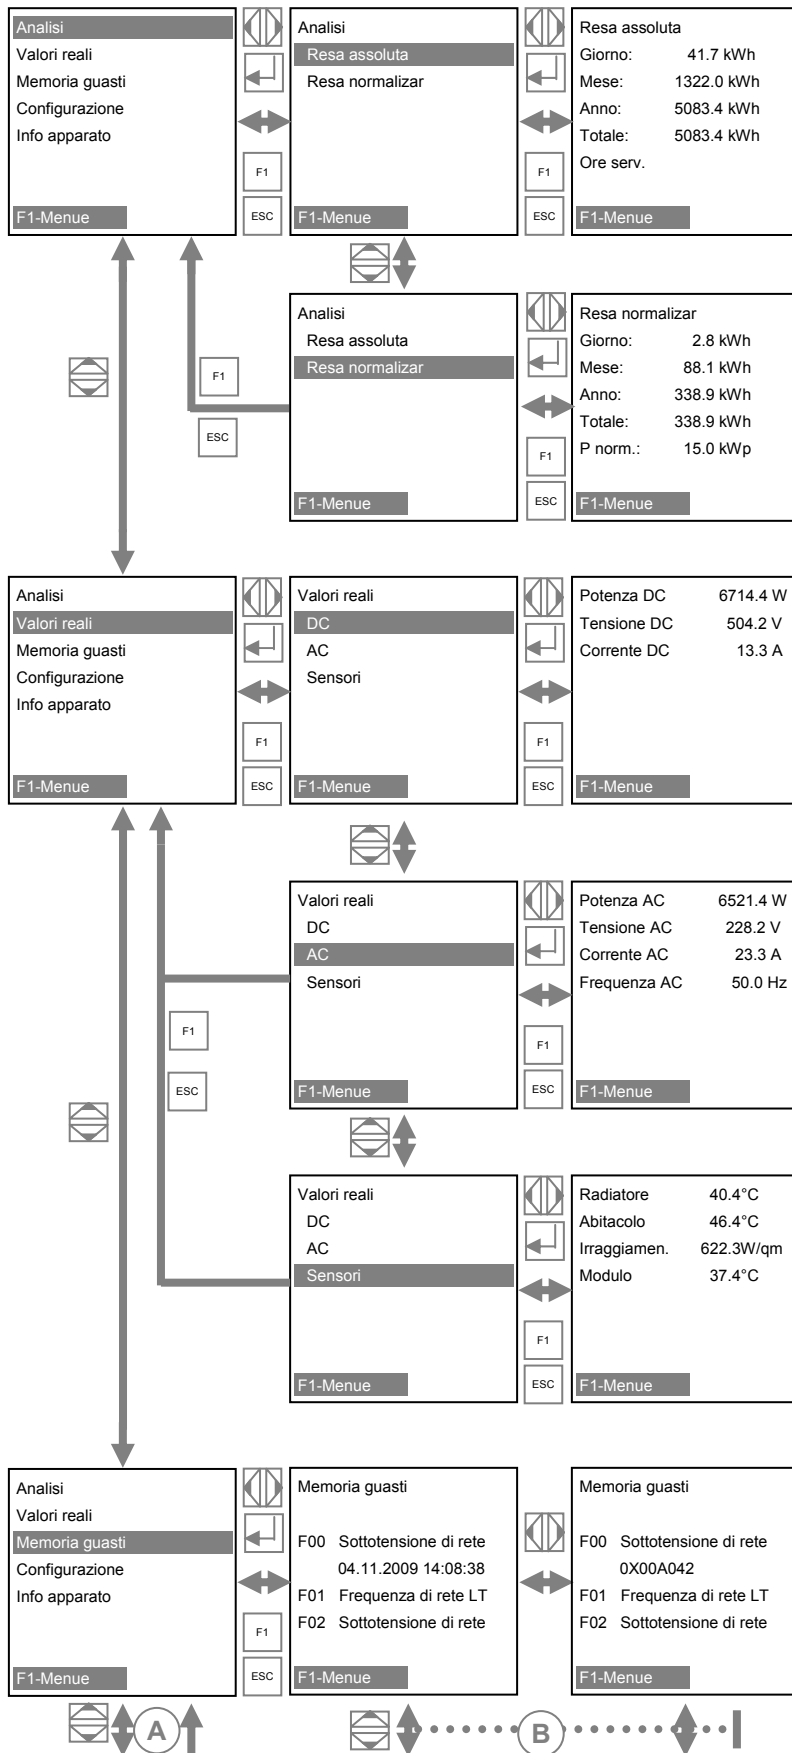 Analisi
Valori reali
Memoria guasti
Configurazione
Info apparato
F1-Menue
F1
ESC
Analisi
Resa assoluta
Resa normalizar
F1-Menue
F1
ESC
Resa assoluta
Giorno: 41.7 kWh
Mese: 1322.0 kWh
Anno: 5083.4 kWh
Totale: 5083.4 kWh
Ore serv.
F1-Menue
F1
ESC
Analisi
Resa assoluta
Resa normalizar
F1-Menue
F1
ESC
Resa normalizar
Giorno: 2.8 kWh
Mese: 88.1 kWh
Anno: 338.9 kWh
Totale: 338.9 kWh
P norm.: 15.0 kWp
F1-Menue
Analisi
Valori reali
Memoria guasti
Configurazione
Info apparato
F1-Menue
F1
ESC
Valori reali
DC
AC
Sensori
F1-Menue
F1
ESC
Potenza DC 6714.4 W
Tensione DC 504.2 V
Corrente DC 13.3 A
F1-Menue
F1
ESC
Valori reali
DC
AC
Sensori
F1-Menue
F1
ESC
Potenza AC 6521.4 W
Tensione AC 228.2 V
Corrente AC 23.3 A
Frequenza AC 50.0 Hz
F1-Menue
Valori reali
DC
AC
Sensori
F1-Menue
F1
ESC
Radiatore 40.4°C
Abitacolo 46.4°C
Irraggiamen. 622.3W/qm
Modulo 37.4°C
F1-Menue
Analisi
Valori reali
Memoria guasti
Configurazione
Info apparato
F1-Menue
F1
ESC
Memoria guasti
F00 Sottotensione di rete
04.11.2009 14:08:38
F01 Frequenza di rete LT
F02 Sottotensione di rete
F1-Menue
Memoria guasti
F00 Sottotensione di rete
0X00A042
F01 Frequenza di rete LT
F02 Sottotensione di rete
F1-Menue
A
B